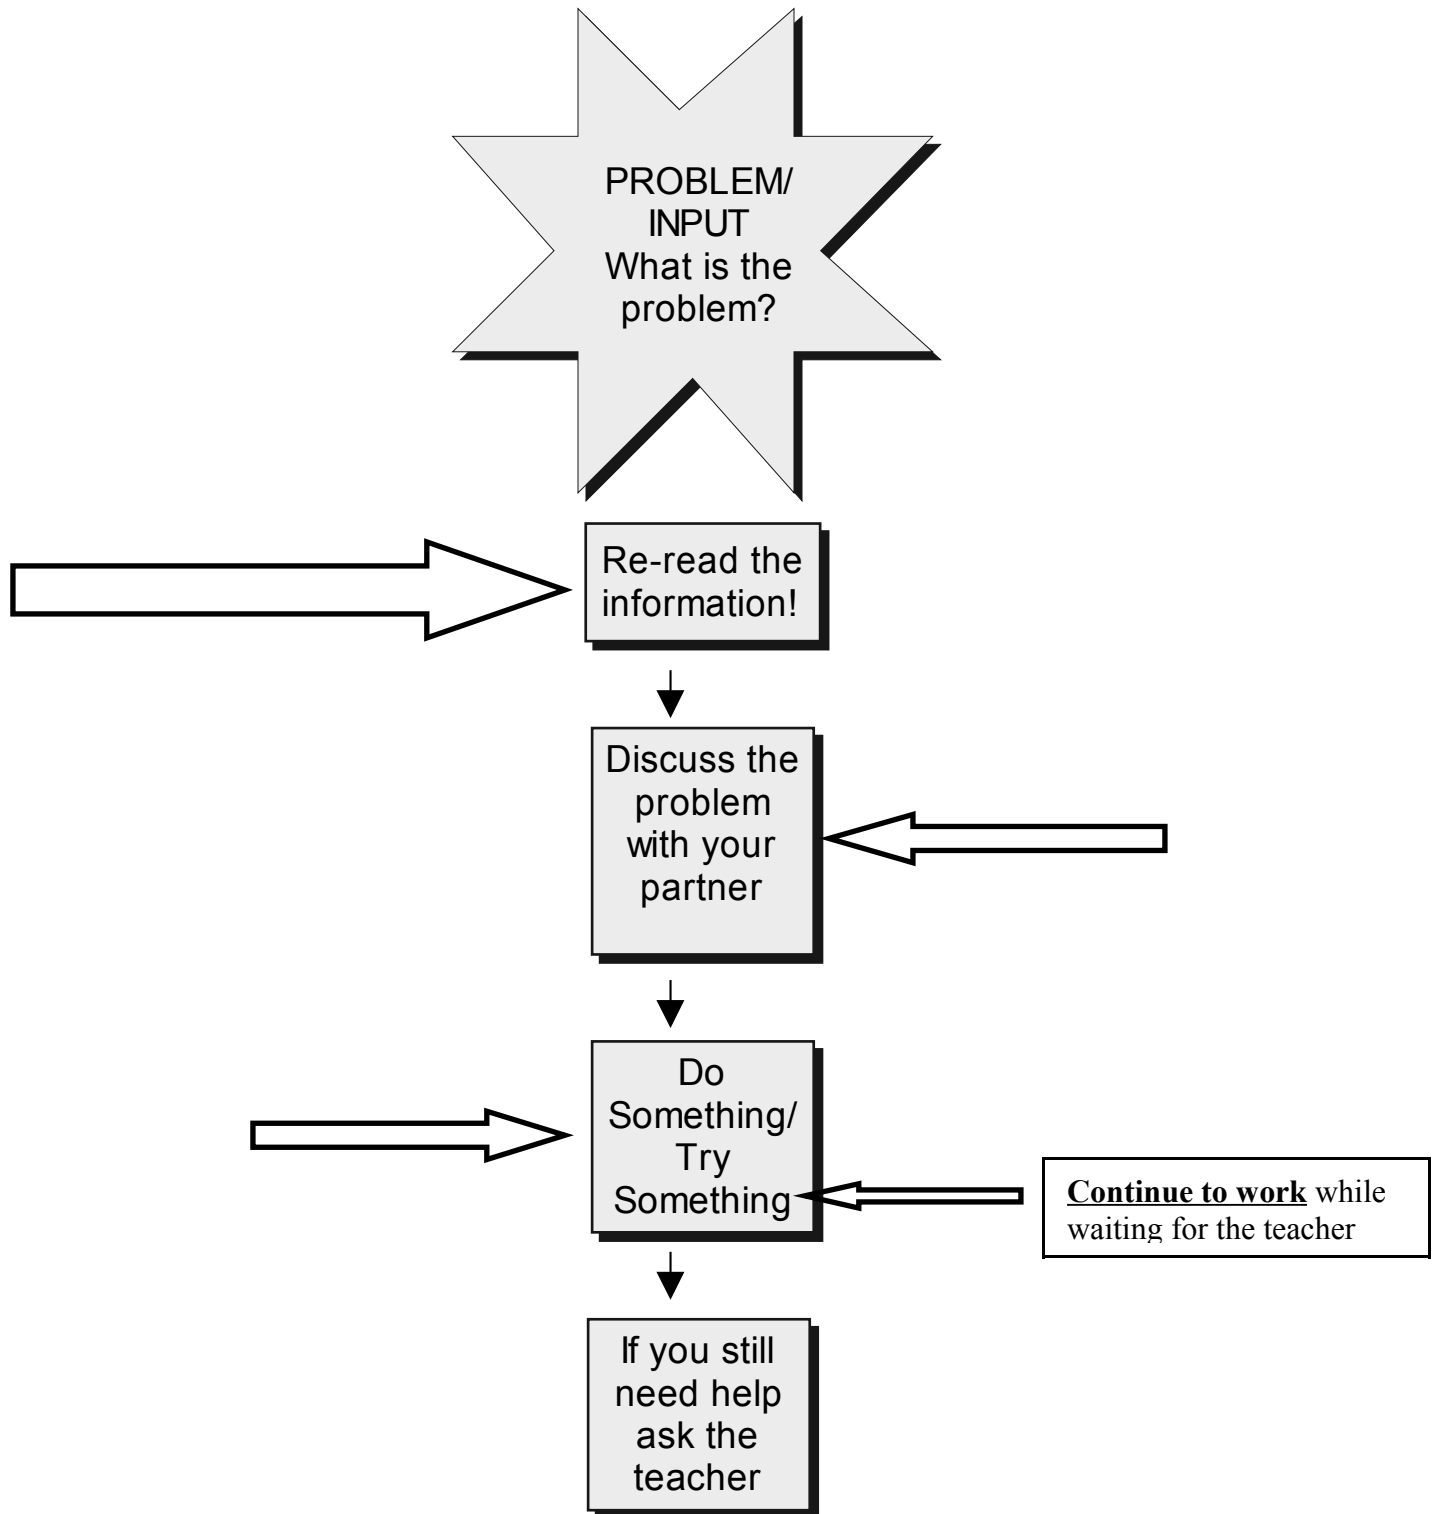 PROBLEM/
INPUT
What is the
problem?
Re-read the
information!
Discuss the
problem
with your
partner
Do
Something/
Try
Something
Continue to work while
waiting for the teacher
If you still
need help
ask the
teacher